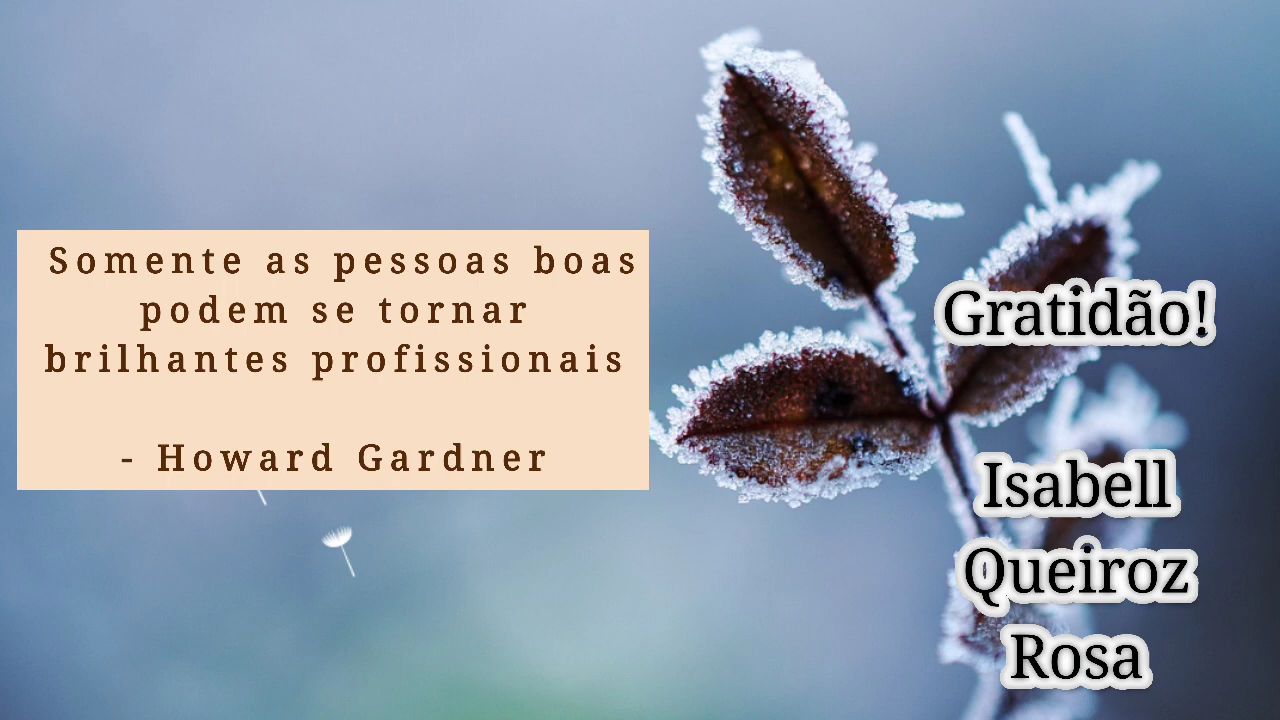 Somente as pessoas boas
podem se tornar
brilhantes profissionais
- Howard Gardner
Gratidão!
Isabell
Queiroz
Rosa